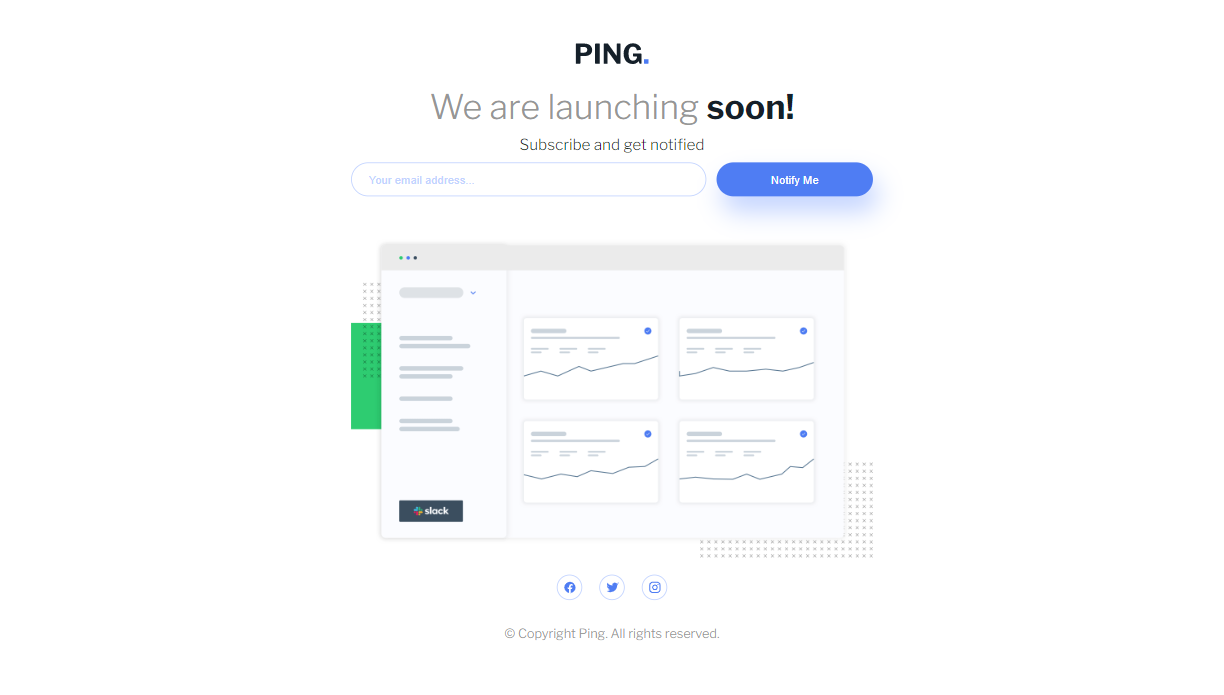 PING.
We are launching soon!
Subscribe and get notified
Your email address...
Notify Me
slack
© Copyright Ping. All rights reserved.